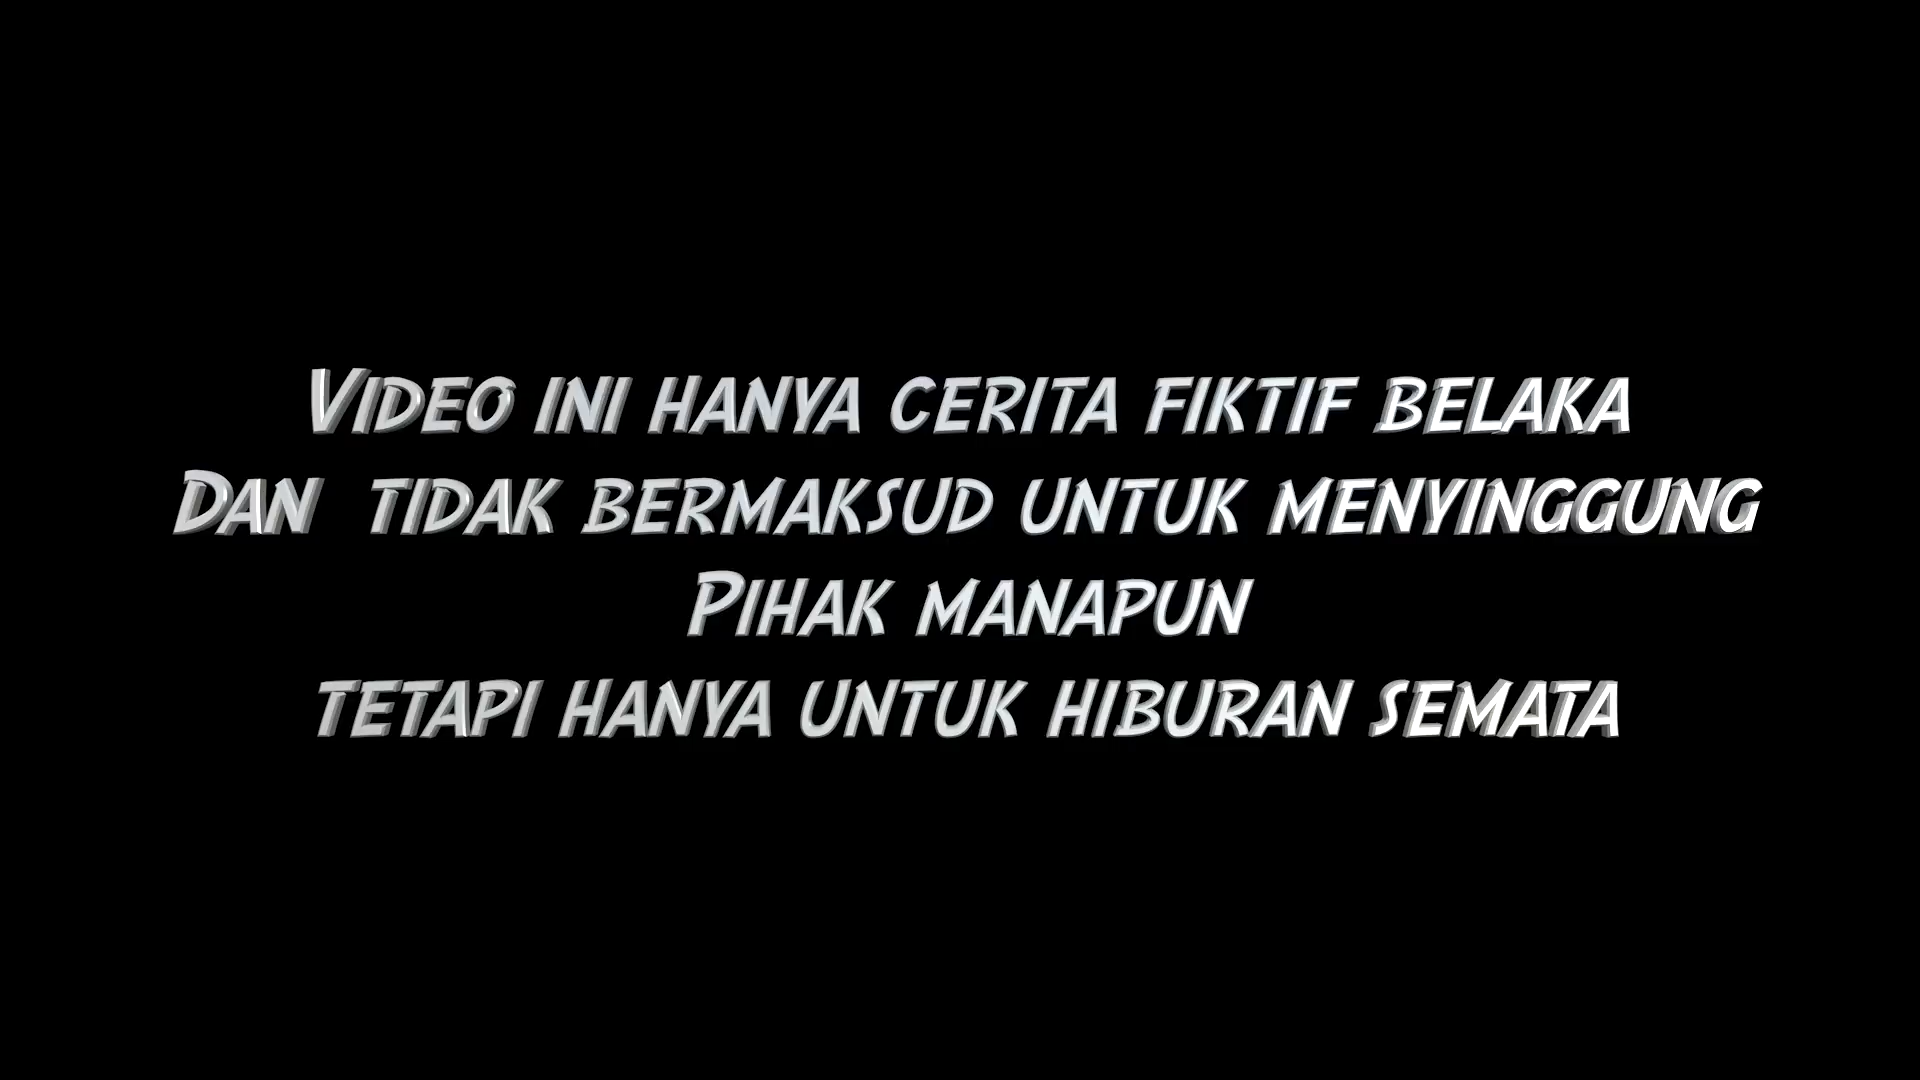 Video ini hanya cerita fiktif belaka
Dan tidak bermaksud untuk menyinggung
Pihak manapun
tetapi hanya untuk hiburan semata